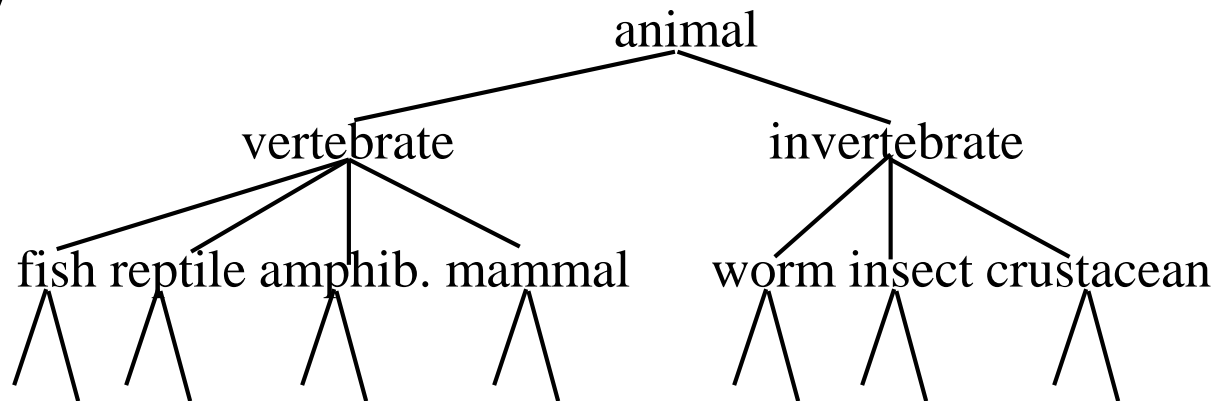 animal
vertebrate invertebrate
fish reptile amphib. mammal worm insect crustacean